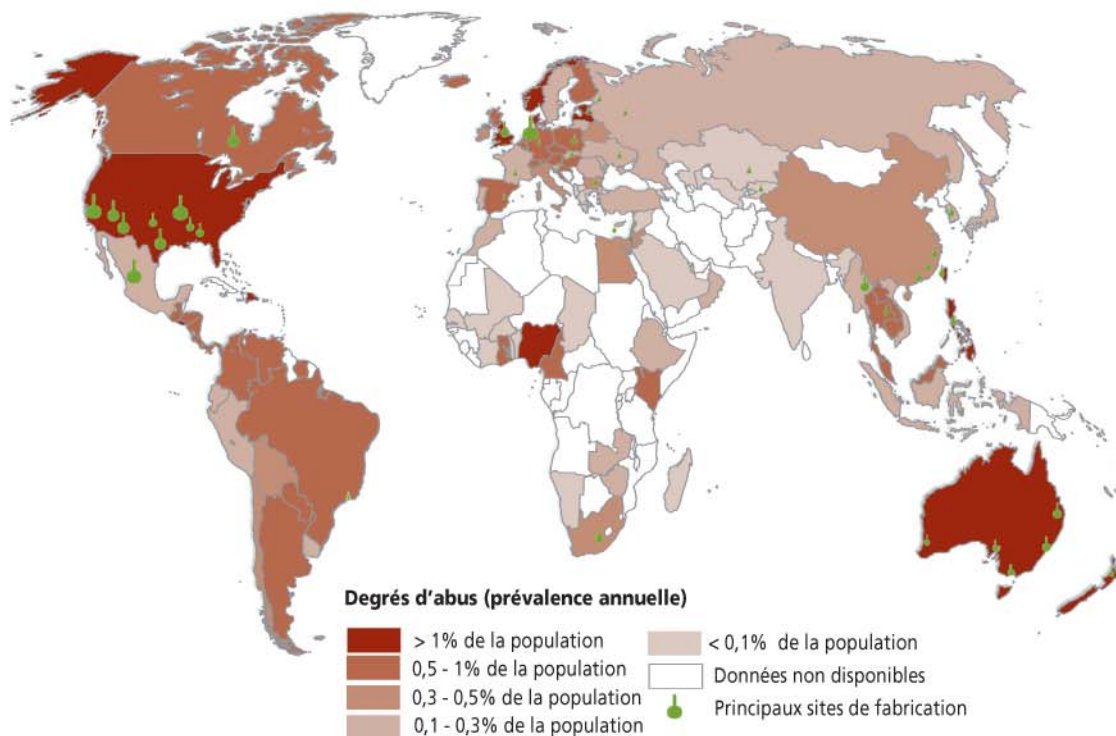 Degrés d'abus (prévalence annuelle)
> 1% de la population
0,5 - 1% de la population
0,3 - 0,5% de la population
0,1 - 0,3% de la population
< 0,1% de la population
Données non disponibles
Principaux sites de fabrication